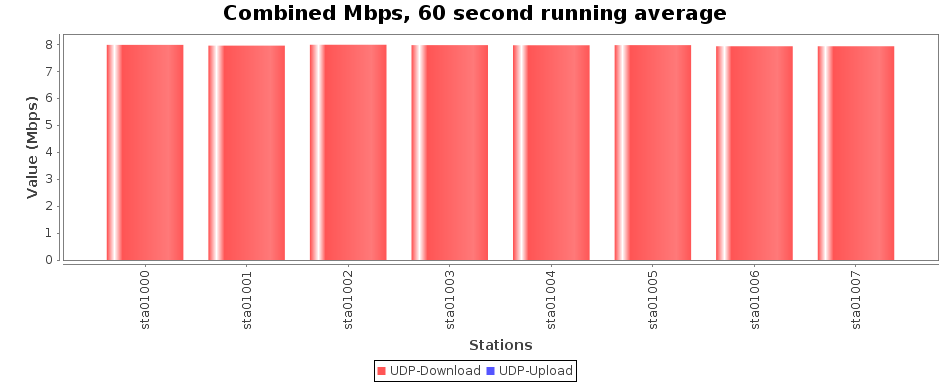 Combined Mbps, 60 second running average
Value (Mbps)
8
7
6
5
4
3
2
1
0
sta01000
sta01001
sta01002
sta01003
sta01004
sta01005
sta01006
sta01007
Stations
UDP-Download UDP-Upload